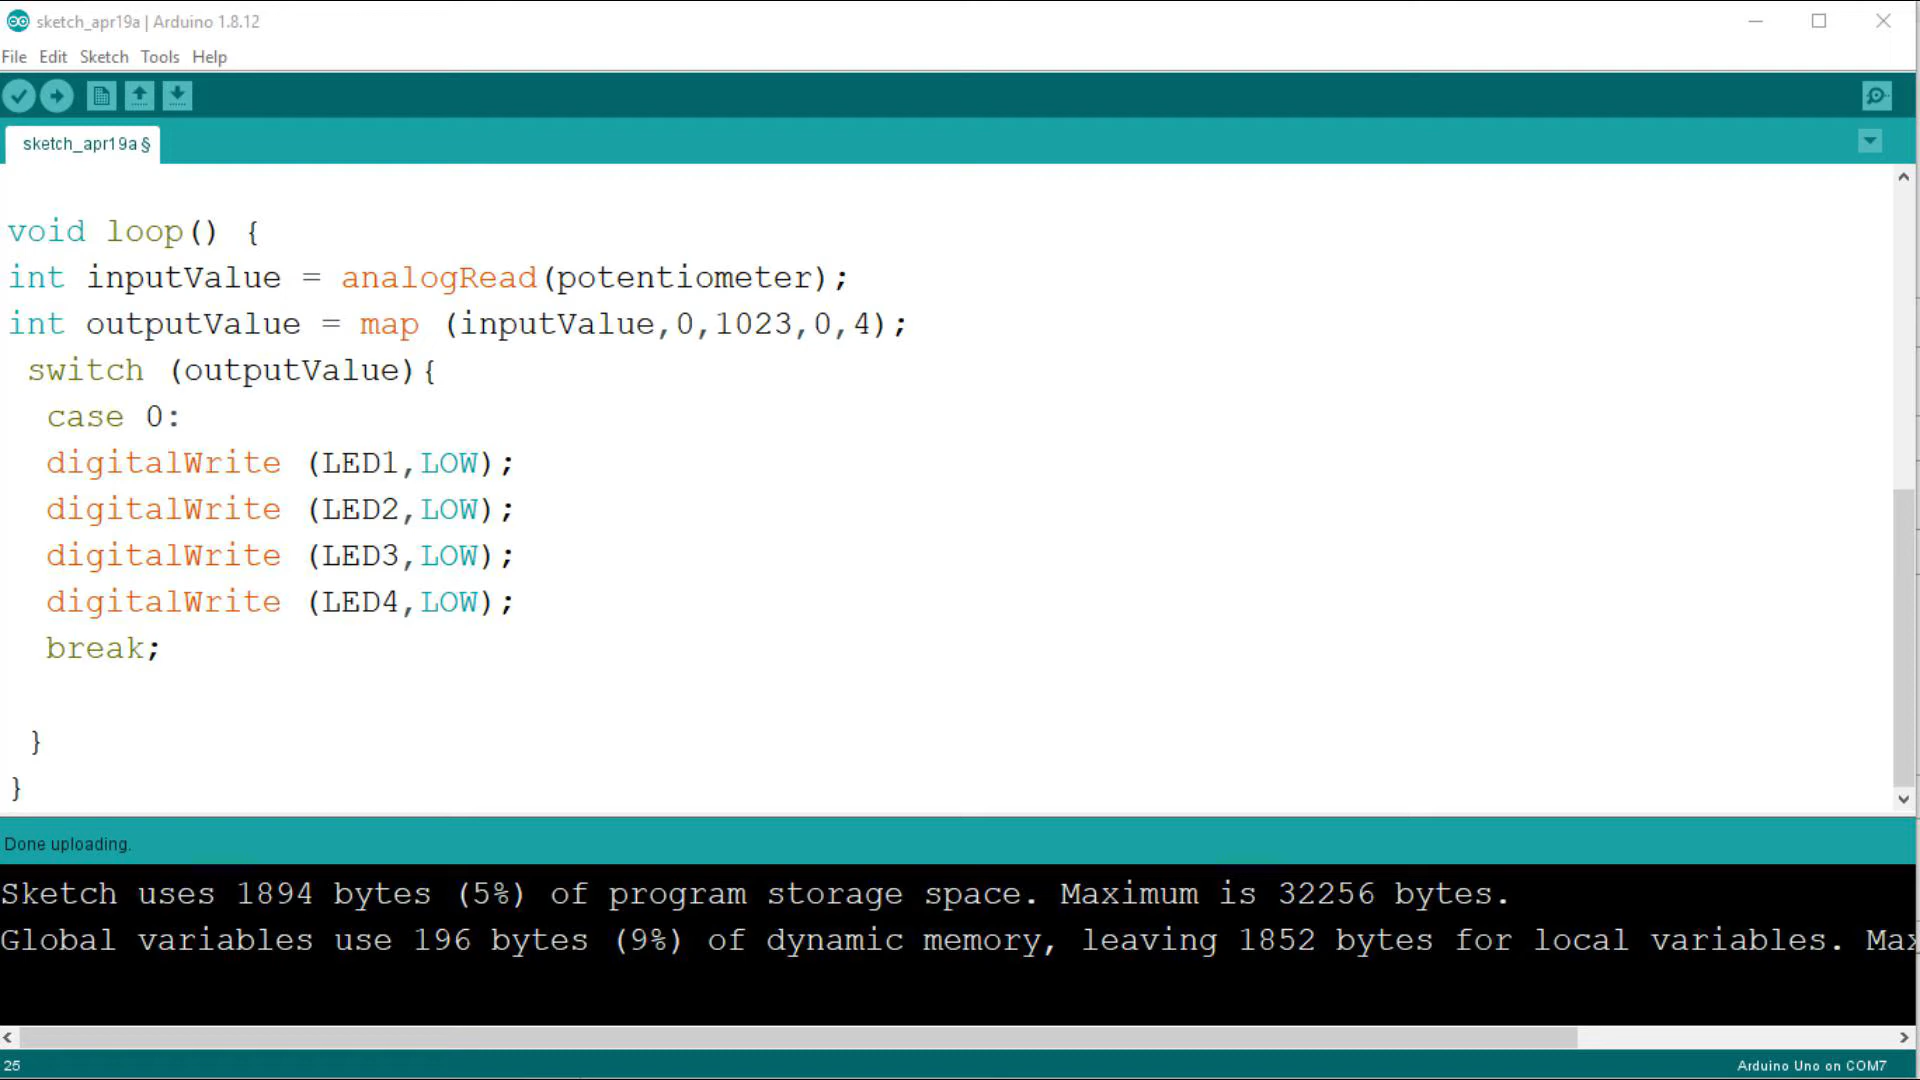 sketch_apr19a | Arduino 1.8.12
File Edit Sketch Tools Help
sketch_apr19a §
void loop() {
int inputValue = analogRead(potentiometer);
int outputValue = map (inputValue,0,1023,0,4);
switch (outputValue){
case 0:
digitalWrite (LED1,LOW);
digitalWrite (LED2,LOW);
digitalWrite (LED3,LOW);
digitalWrite (LED4,LOW);
break;
}
}
Done uploading.
Sketch uses 1894 bytes (5%) of program storage space. Maximum is 32256 bytes.
Global variables use 196 bytes (9%) of dynamic memory, leaving 1852 bytes for local variables. Max
25 Arduino Uno on COM7